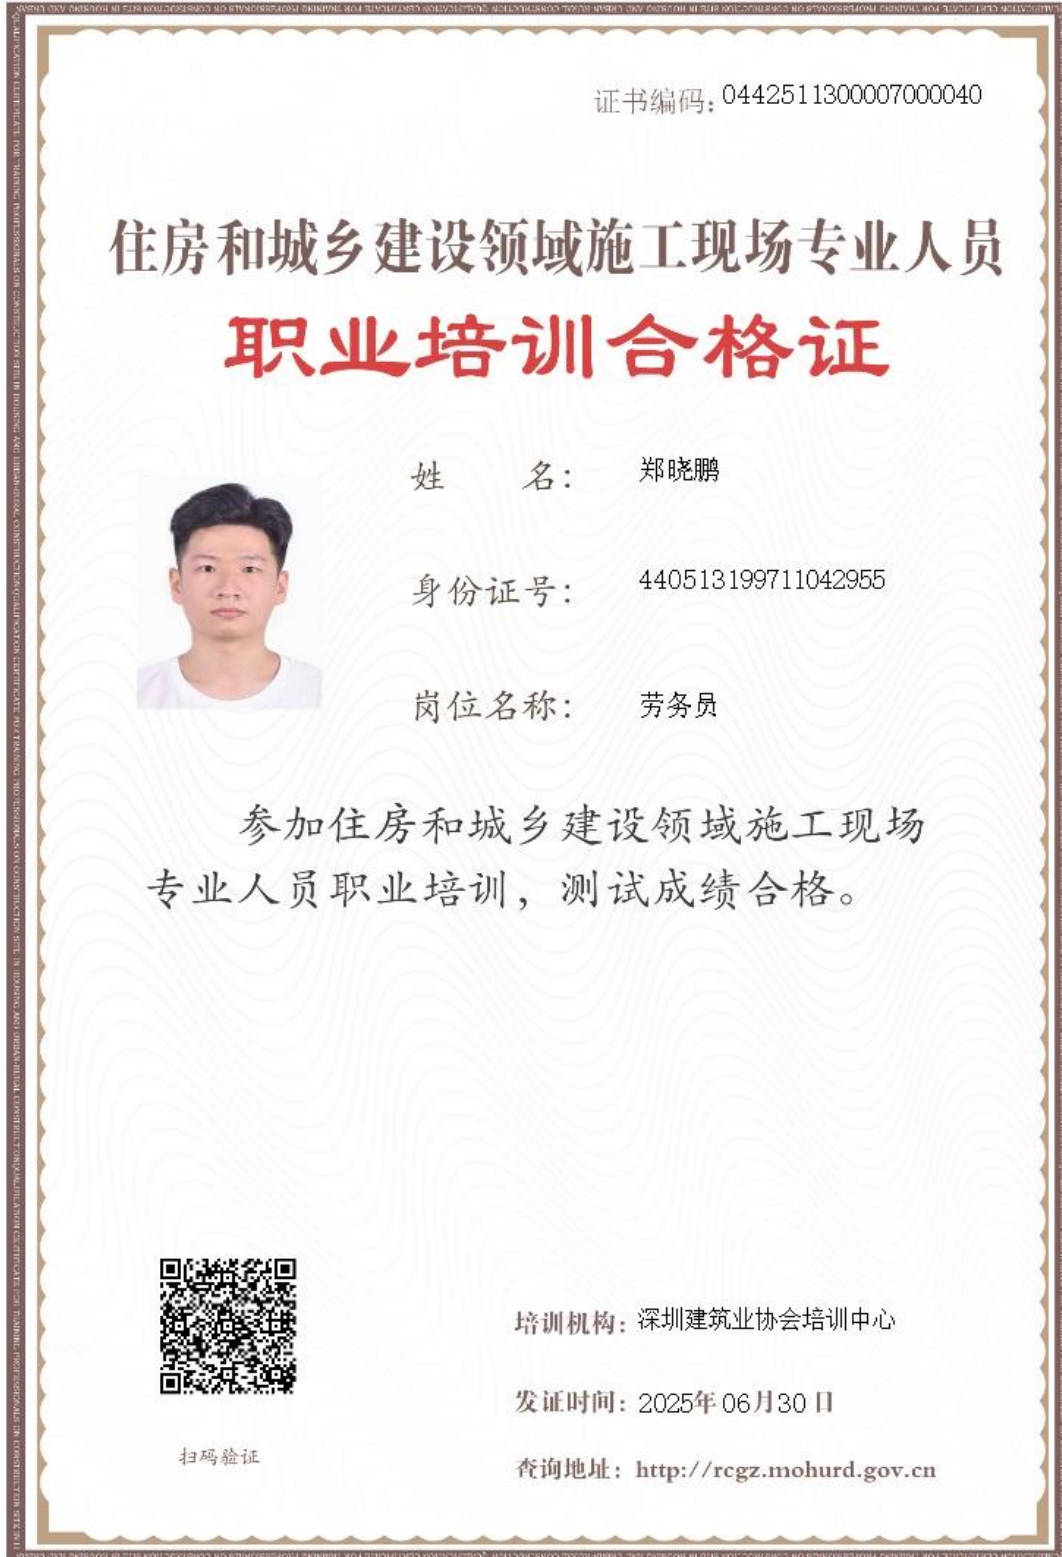 证书编码：0442511300007000040
住房和城乡建设领域施工现场专业人员
职业培训合格证
姓 名： 郑晓鹏
身份证号： 440513199711042955
岗位名称： 劳务员
参加住房和城乡建设领域施工现场
专业人员职业培训，测试成绩合格。
培训机构：深圳建筑业协会培训中心
发证时间：2025年06月30日
扫码验证
查询地址：http://rcgz.mohurd.gov.cn